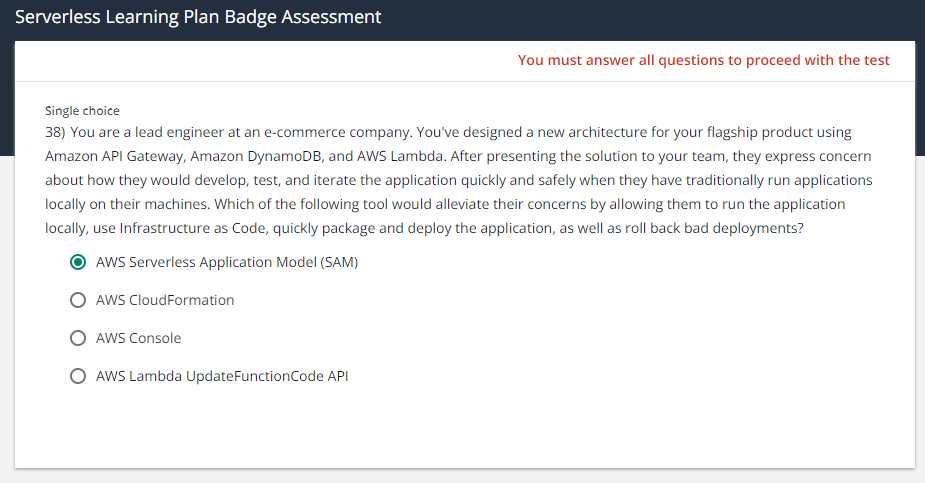 Serverless Learning Plan Badge Assessment
You must answer all questions to proceed with the test
Single choice
38) You are a lead engineer at an e-commerce company. You've designed a new architecture for your flagship product using
Amazon API Gateway, Amazon DynamoDB, and AWS Lambda. After presenting the solution to your team, they express concern
about how they would develop, test, and iterate the application quickly and safely when they have traditionally run applications
locally on their machines. Which of the following tool would alleviate their concerns by allowing them to run the application
locally, use Infrastructure as Code, quickly package and deploy the application, as well as roll back bad deployments?
AWS Serverless Application Model (SAM)
AWS CloudFormation
AWS Console
AWS Lambda UpdateFunctionCode API